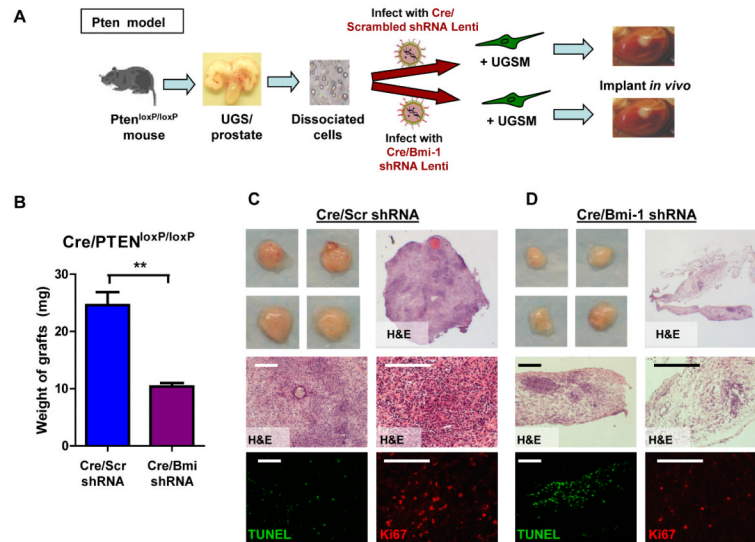 A
Pten model
Pten^loxP/loxP
mouse
UGS/
prostate
Dissociated
cells
Infect with Cre/
Scrambled shRNA Lenti
Infect with
Cre/Bmi-1
shRNA Lenti
+ UGSM
+ UGSM
Implant in vivo
B
Cre/PTEN^loxP/loxP
**
Weight of grafts (mg)
30
20
10
0
Cre/Scr
shRNA
Cre/Bmi
shRNA
C
Cre/Scr shRNA
H&E
H&E
H&E
TUNEL
Ki67
D
Cre/Bmi-1 shRNA
H&E
H&E
H&E
TUNEL
Ki67